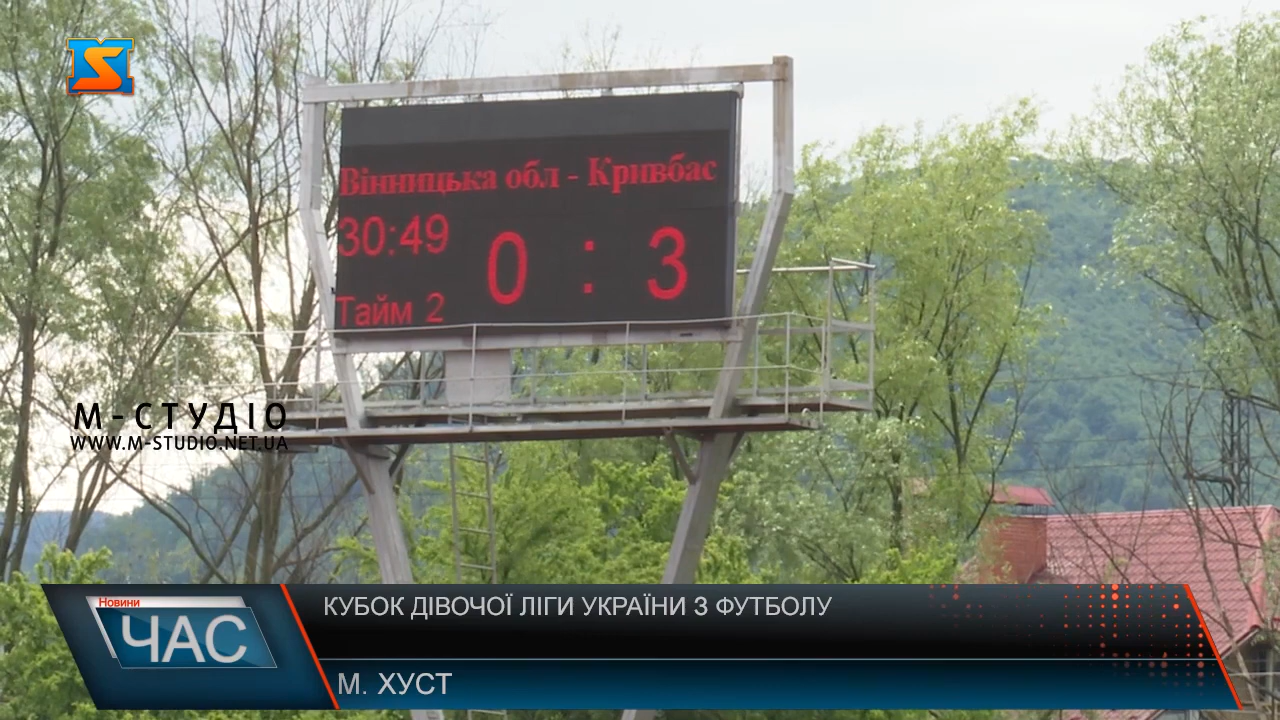 Вінницька обл - Кривбас
30:49
0 : 3
Тайм 2
М-СТУДІО
WWW.M-STUDIO.NET.UA
Новини
ЧАС
КУБОК ДІВОЧОЇ ЛІГИ УКРАЇНИ З ФУТБОЛУ
М. ХУСТ